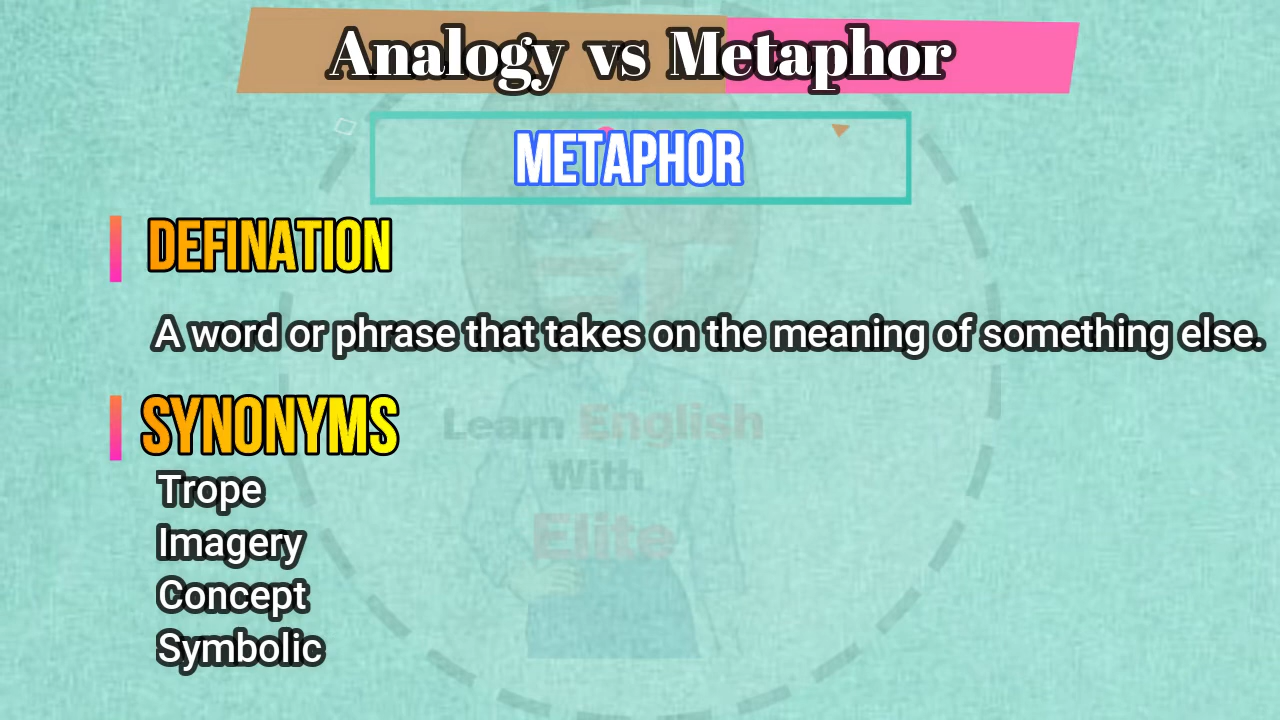 Analogy vs Metaphor
METAPHOR
DEFINATION
A word or phrase that takes on the meaning of something else.
SYNONYMS
Trope
Imagery
Concept
Symbolic
Learn English
With
Elite